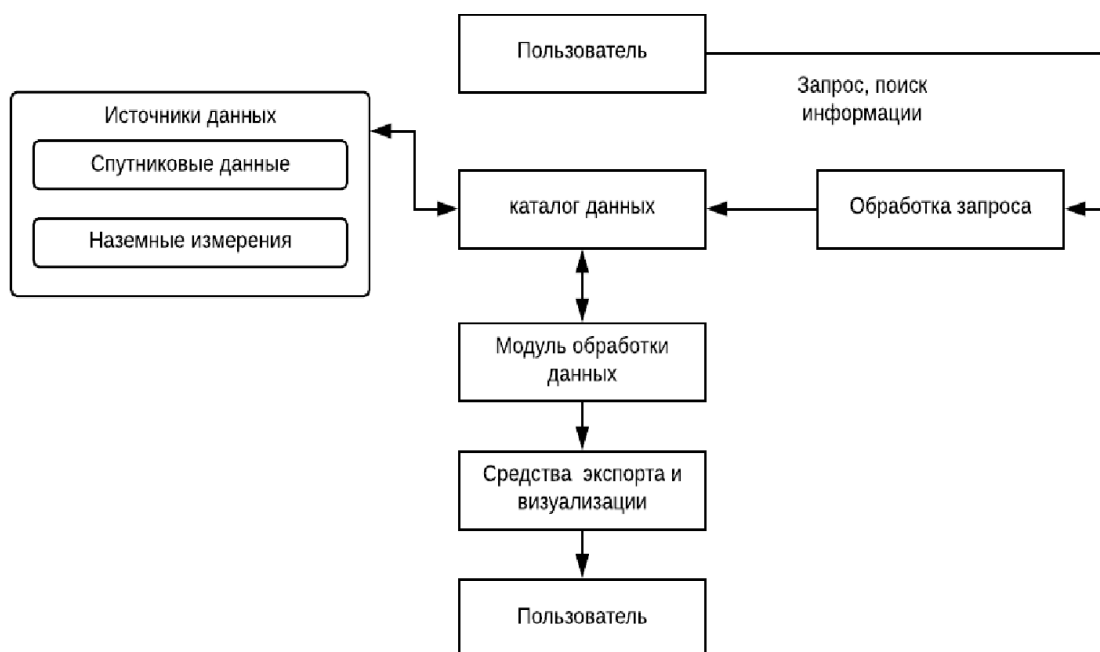 Пользователь
Запрос, поиск
информации
Источники данных
Спутниковые данные
Наземные измерения
каталог данных
Обработка запроса
Модуль обработки
данных
Средства экспорта и
визуализации
Пользователь